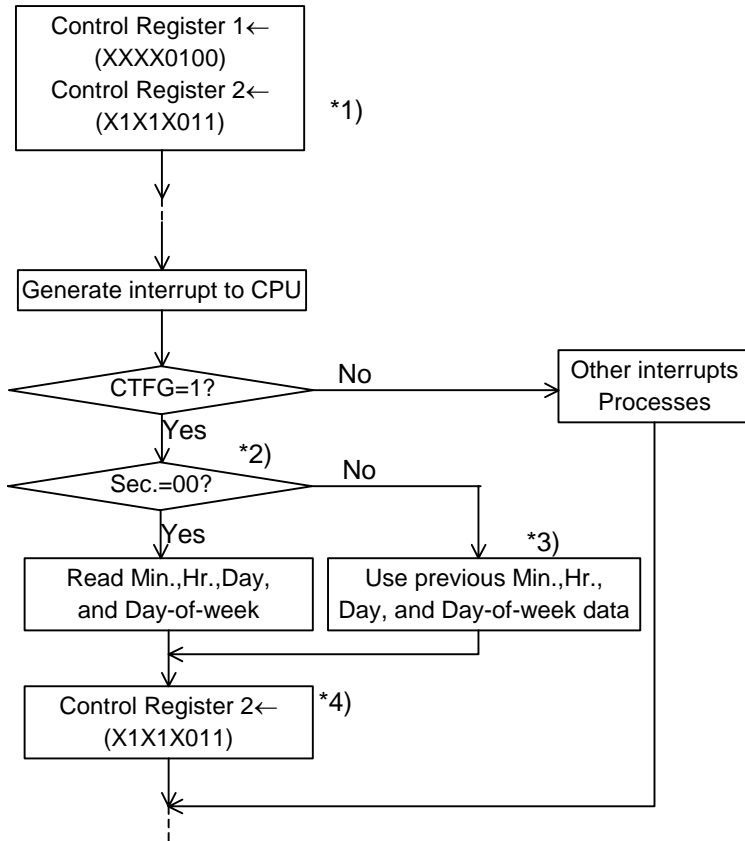 Control Register 1←
(XXXX0100)
Control Register 2←
(X1X1X011)
*1)
Generate interrupt to CPU
CTFG=1?
No
Other interrupts
Processes
Yes
*2)
Sec.=00?
No
Yes
*3)
Read Min.,Hr.,Day,
and Day-of-week
Use previous Min.,Hr.,
Day, and Day-of-week data
Control Register 2←
(X1X1X011)
*4)